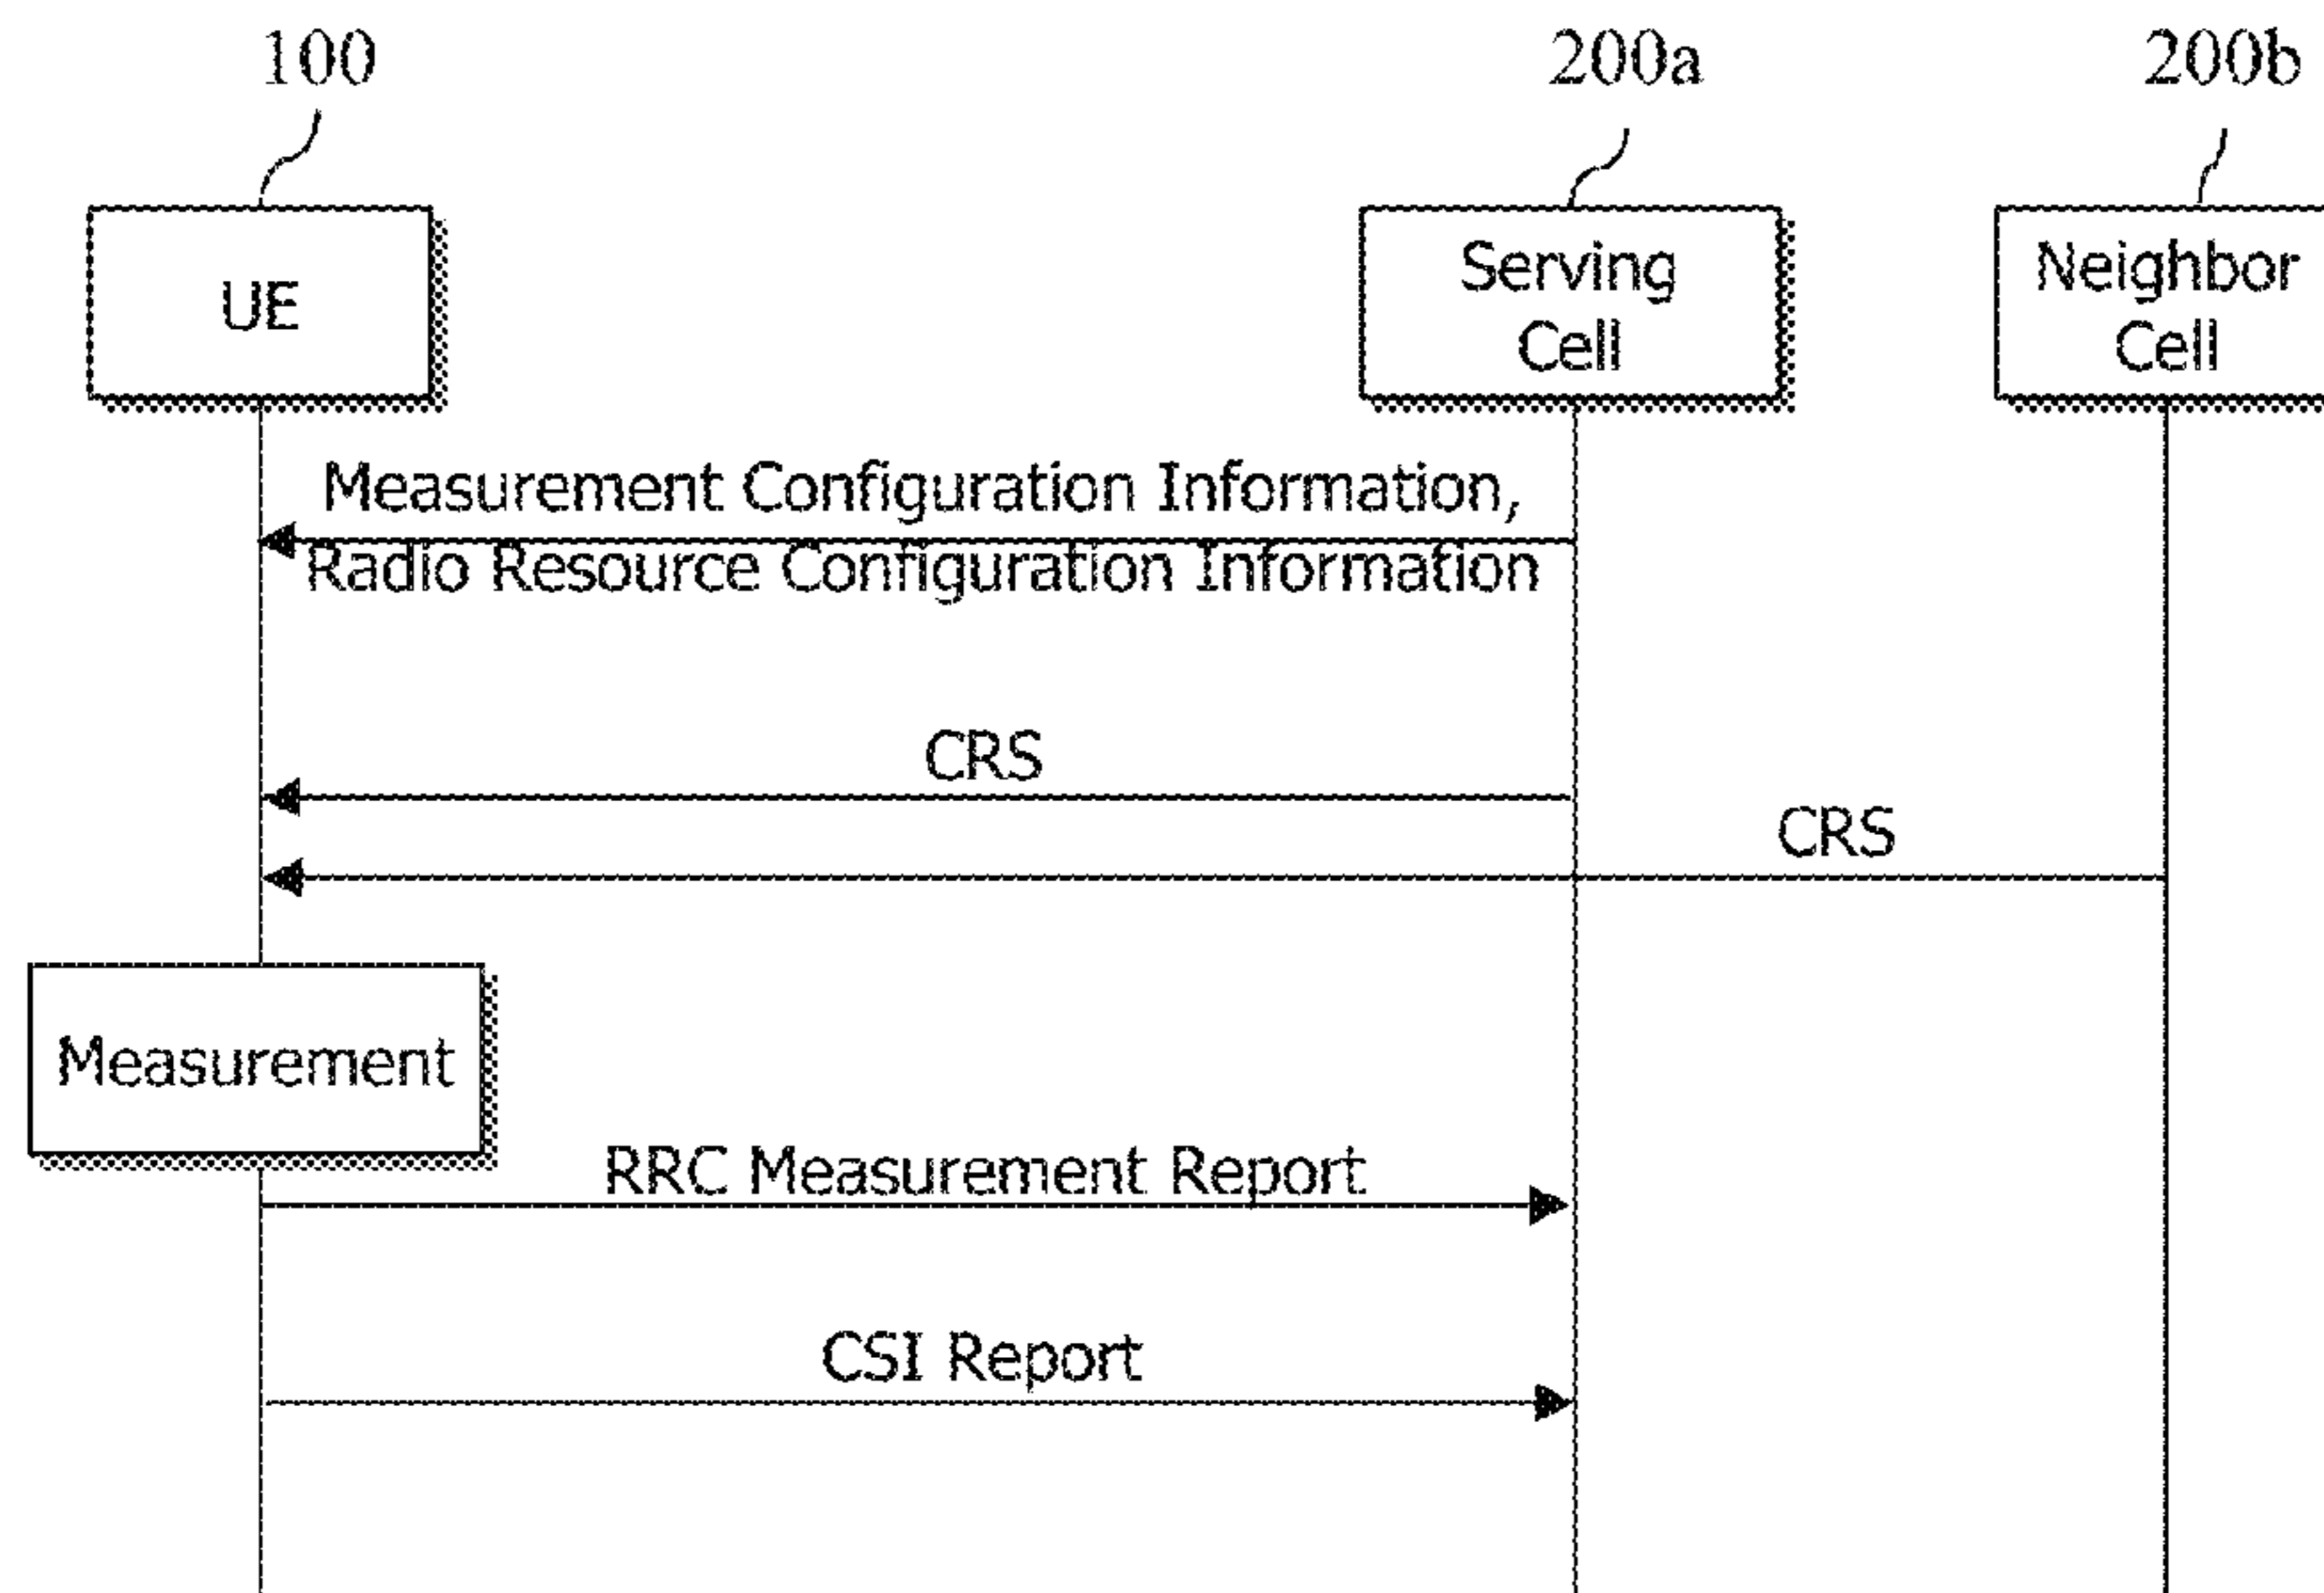 100
200a
200b
UE
Serving
Cell
Neighbor
Cell
Measurement Configuration Information,
Radio Resource Configuration Information
CRS
CRS
Measurement
RRC Measurement Report
CSI Report